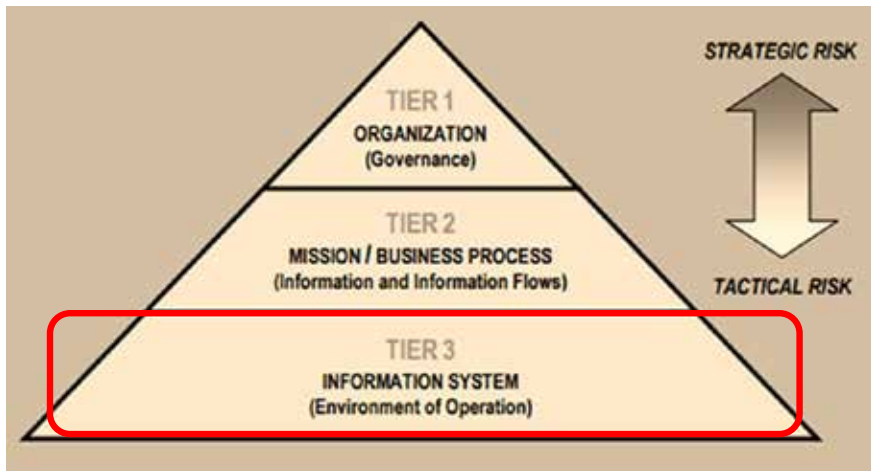 STRATEGIC RISK
TIER 1
ORGANIZATION
(Governance)
TIER 2
MISSION / BUSINESS PROCESS
(Information and Information Flows)
TACTICAL RISK
TIER 3
INFORMATION SYSTEM
(Environment of Operation)